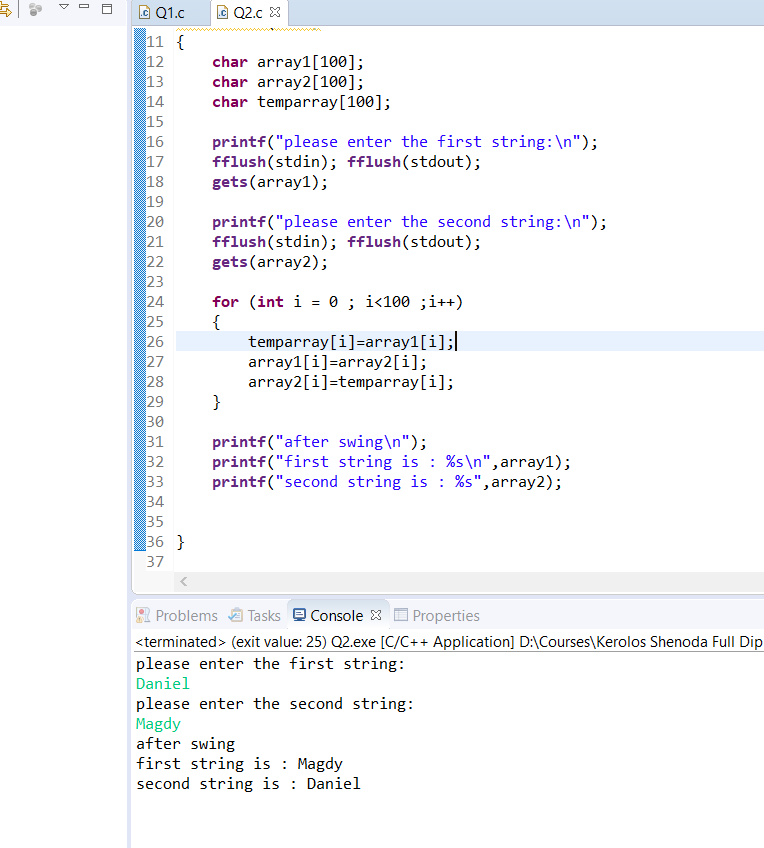 Q1.c Q2.c
11 {
12     char array1[100];
13     char array2[100];
14     char temparray[100];
15
16     printf("please enter the first string:\n");
17     fflush(stdin); fflush(stdout);
18     gets(array1);
19
20     printf("please enter the second string:\n");
21     fflush(stdin); fflush(stdout);
22     gets(array2);
23
24     for (int i = 0 ; i<100 ;i++)
25     {
26         temparray[i]=array1[i];
27         array1[i]=array2[i];
28         array2[i]=temparray[i];
29     }
30
31     printf("after swing\n");
32     printf("first string is : %s\n",array1);
33     printf("second string is : %s",array2);
34
35
36 }
37
Problems Tasks Console Properties
<terminated> (exit value: 25) Q2.exe [C/C++ Application] D:\Courses\Kerolos Shenoda Full Dip
please enter the first string:
Daniel
please enter the second string:
Magdy
after swing
first string is : Magdy
second string is : Daniel